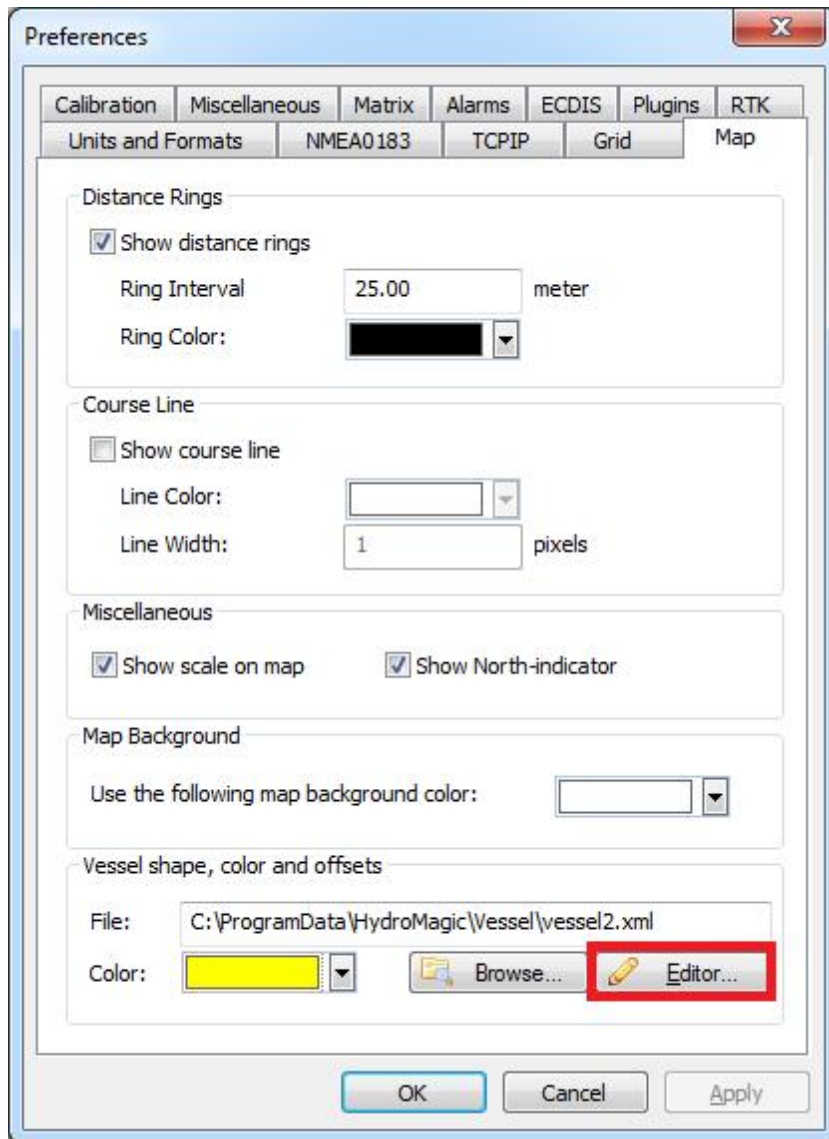 Preferences
Calibration Miscellaneous Matrix Alarms ECDIS Plugins RTK
Units and Formats NMEA0183 TCPIP Grid Map
Distance Rings
Show distance rings
Ring Interval 25.00 meter
Ring Color:
Course Line
Show course line
Line Color:
Line Width: 1 pixels
Miscellaneous
Show scale on map Show North-indicator
Map Background
Use the following map background color:
Vessel shape, color and offsets
File: C:\ProgramData\HydroMagic\Vessel\vessel2.xml
Color: Browse... Editor...
OK Cancel Apply